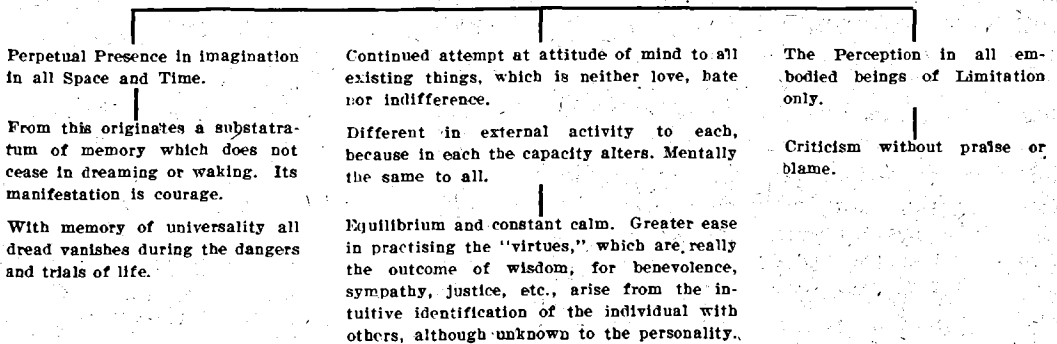 Perpetual Presence in imagination
in all Space and Time.
From this originates a substatra-
tum of memory which does not
cease in dreaming or waking. Its
manifestation is courage.
With memory of universality all
dread vanishes during the dangers
and trials of life.
Continued attempt at attitude of mind to all
existing things, which is neither love, hate
nor indifference.
Different in external activity to each,
because in each the capacity alters. Mentally
the same to all.
Equilibrium and constant calm. Greater ease
in practising the "virtues," which are really
the outcome of wisdom, for benevolence,
sympathy, justice, etc., arise from the in-
tuitive identification of the individual with
others, although unknown to the personality.
The Perception in all em-
bodied beings of Limitation
only.
Criticism without praise or
blame.